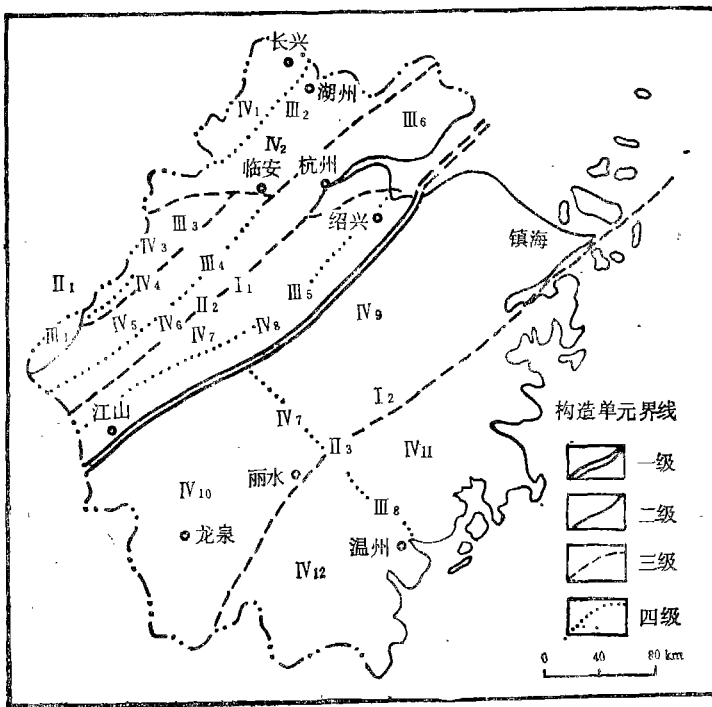 长兴
湖州
Ⅳ₁
Ⅲ₂
Ⅲ₆
Ⅳ₂
临安
杭州
Ⅲ₃
绍兴
镇海
Ⅳ₃
Ⅲ₄
Ⅱ₁
Ⅳ₄
Ⅰ₁
Ⅲ₅
Ⅱ₂
Ⅳ₉
Ⅲ₁
Ⅳ₅
Ⅳ₆
Ⅳ₇
Ⅳ₈
Ⅰ₂
江山
Ⅳ₇
构造单元界线
Ⅱ₃
Ⅳ₁₁
一级
丽水
Ⅳ₁₀
二级
Ⅲ₈
龙泉
温州
三级
Ⅳ₁₂
四级
0 40 80 km